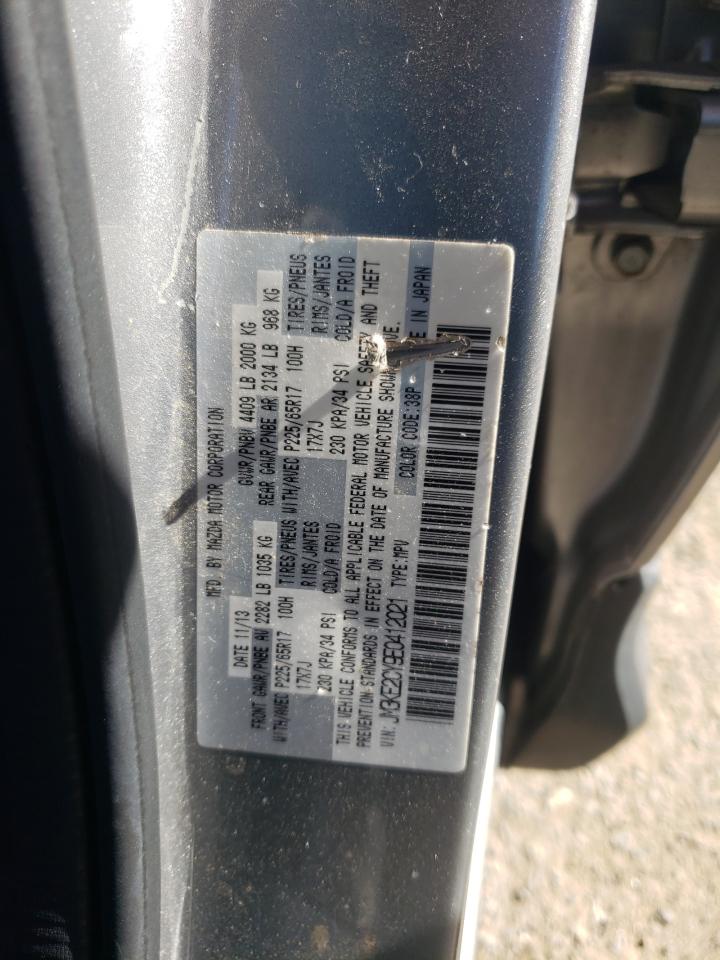 MFD BY MAZDA MOTOR CORPORATION
DATE 11/13 GVWR/PNBV 4409 LB 2000 KG
FRONT GAWR/PNBE AV 2282 LB 1035 KG REAR GAWR/PNBE AR 2134 LB 968 KG
WITH/AVEC P225/65R17 100H TIRES/PNEUS WITH/AVEC P225/65R17 100H TIRES/PNEUS
17X7J RIMS/JANTES 17X7J RIMS/JANTES
230 KPA/34 PSI COLD/A FROID 230 KPA/34 PSI COLD/A FROID
THIS VEHICLE CONFORMS TO ALL APPLICABLE FEDERAL MOTOR VEHICLE SAFETY AND THEFT
PREVENTION STANDARDS IN EFFECT ON THE DATE OF MANUFACTURE SHOWN
VIN: JM3KE2CY9E0412021 TYPE:MPV COLOR CODE:38P IN JAPAN